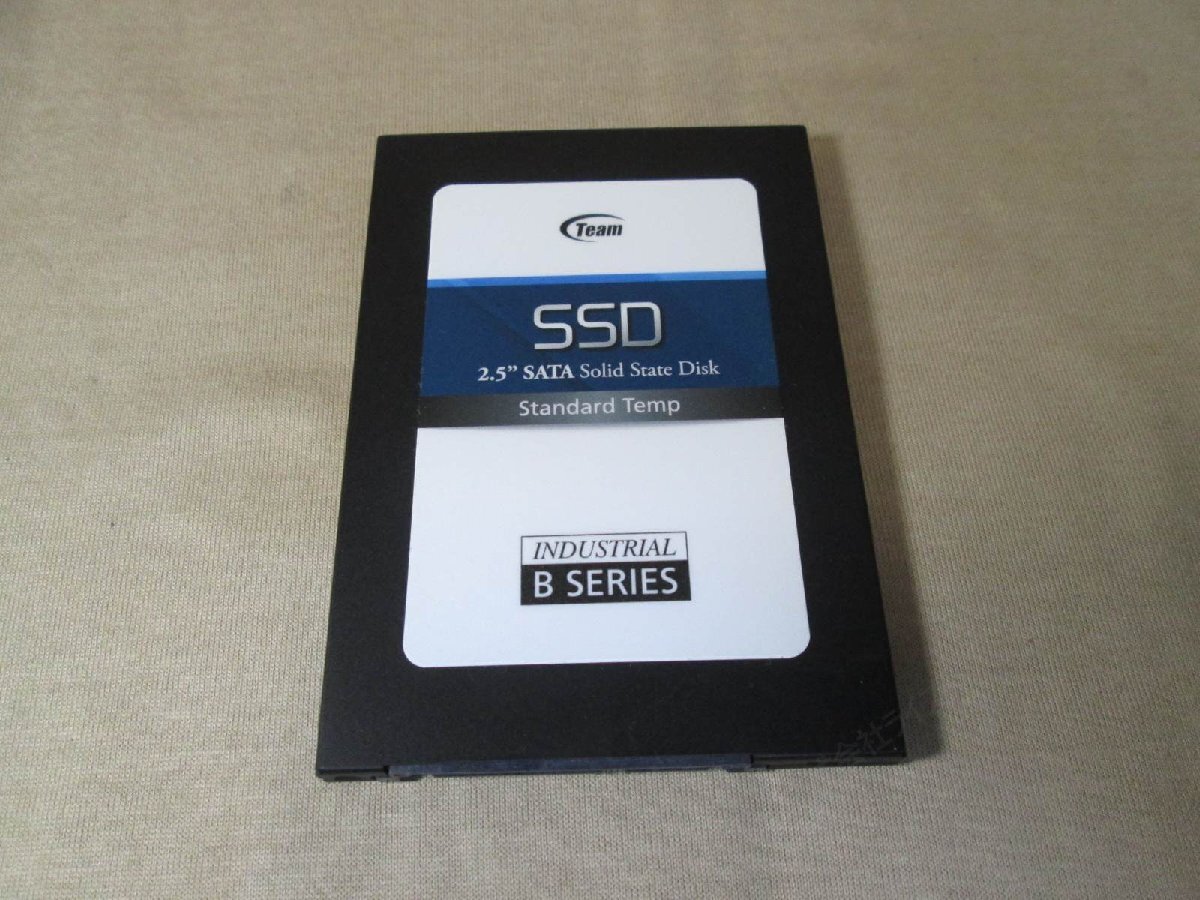 Team
SSD
2.5” SATA Solid State Disk
Standard Temp
INDUSTRIAL
B SERIES